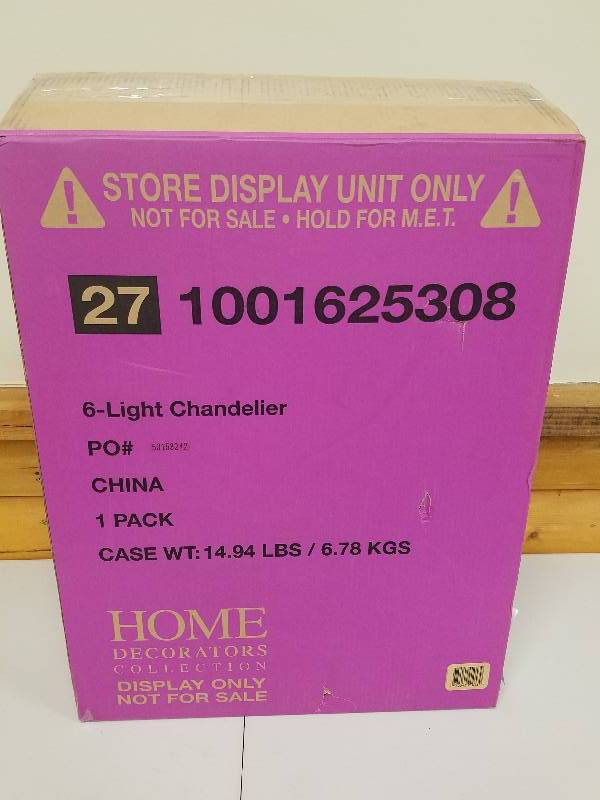 STORE DISPLAY UNIT ONLY
NOT FOR SALE • HOLD FOR M.E.T.
27 1001625308
6-Light Chandelier
PO#
CHINA
1 PACK
CASE WT: 14.94 LBS / 6.78 KGS
HOME
DECORATORS
COLLECTION
DISPLAY ONLY
NOT FOR SALE